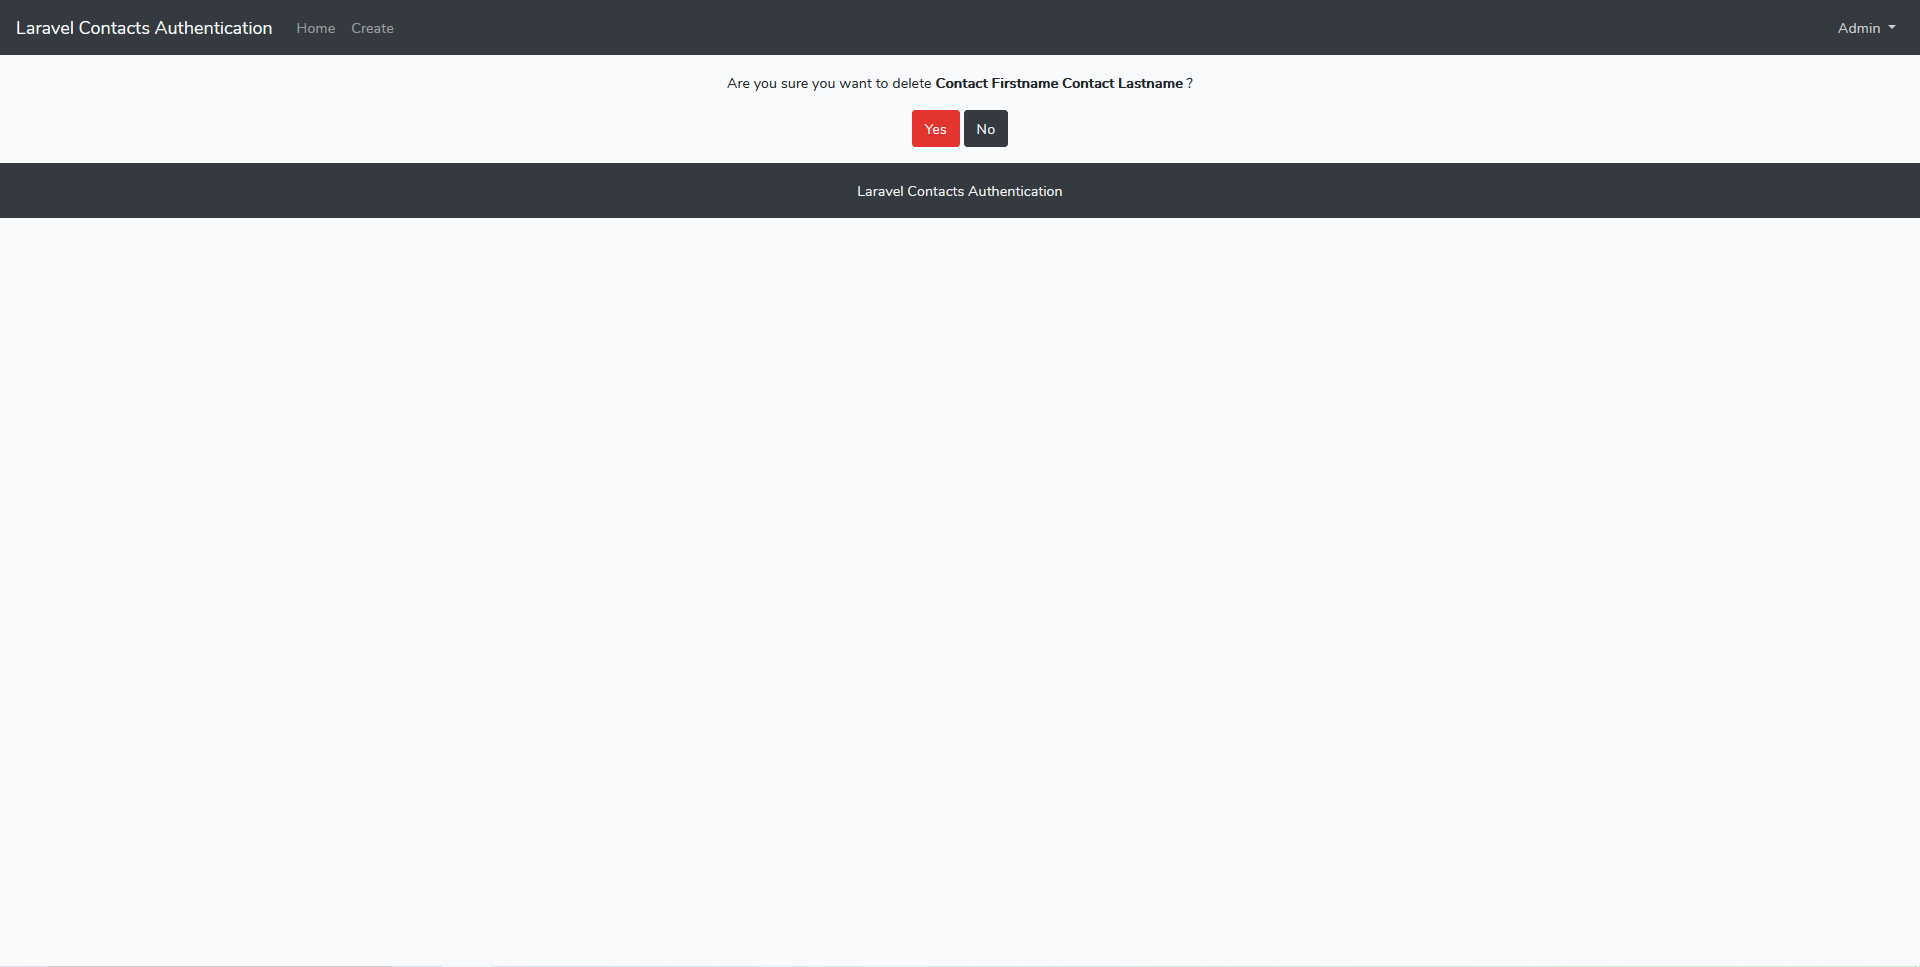 Laravel Contacts Authentication Home Create Admin
Are you sure you want to delete Contact Firstname Contact Lastname ?
Yes No
Laravel Contacts Authentication